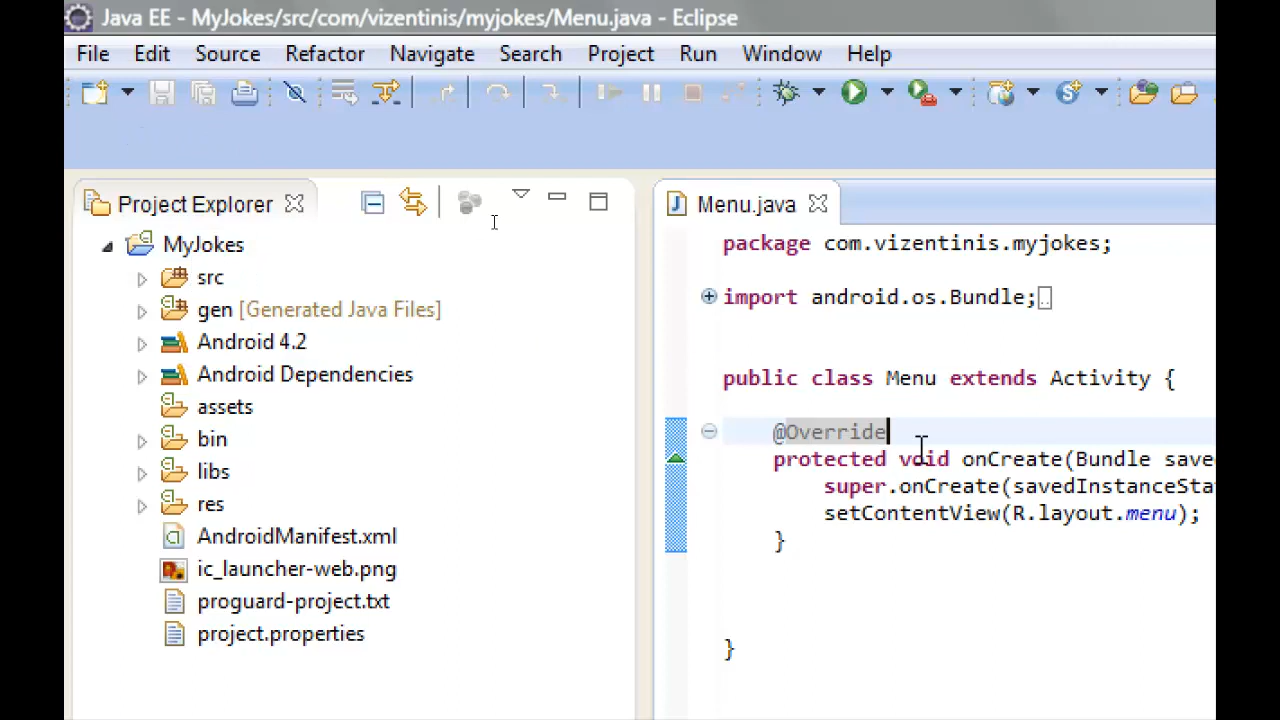 Java EE - MyJokes/src/com/vizentinis/myjokes/Menu.java - Eclipse
File Edit Source Refactor Navigate Search Project Run Window Help
Project Explorer
MyJokes
src
gen [Generated Java Files]
Android 4.2
Android Dependencies
assets
bin
libs
res
AndroidManifest.xml
ic_launcher-web.png
proguard-project.txt
project.properties
Menu.java
package com.vizentinis.myjokes;
import android.os.Bundle;
public class Menu extends Activity {
@Override
protected void onCreate(Bundle save
super.onCreate(savedInstanceSta
setContentView(R.layout.menu);
}
}